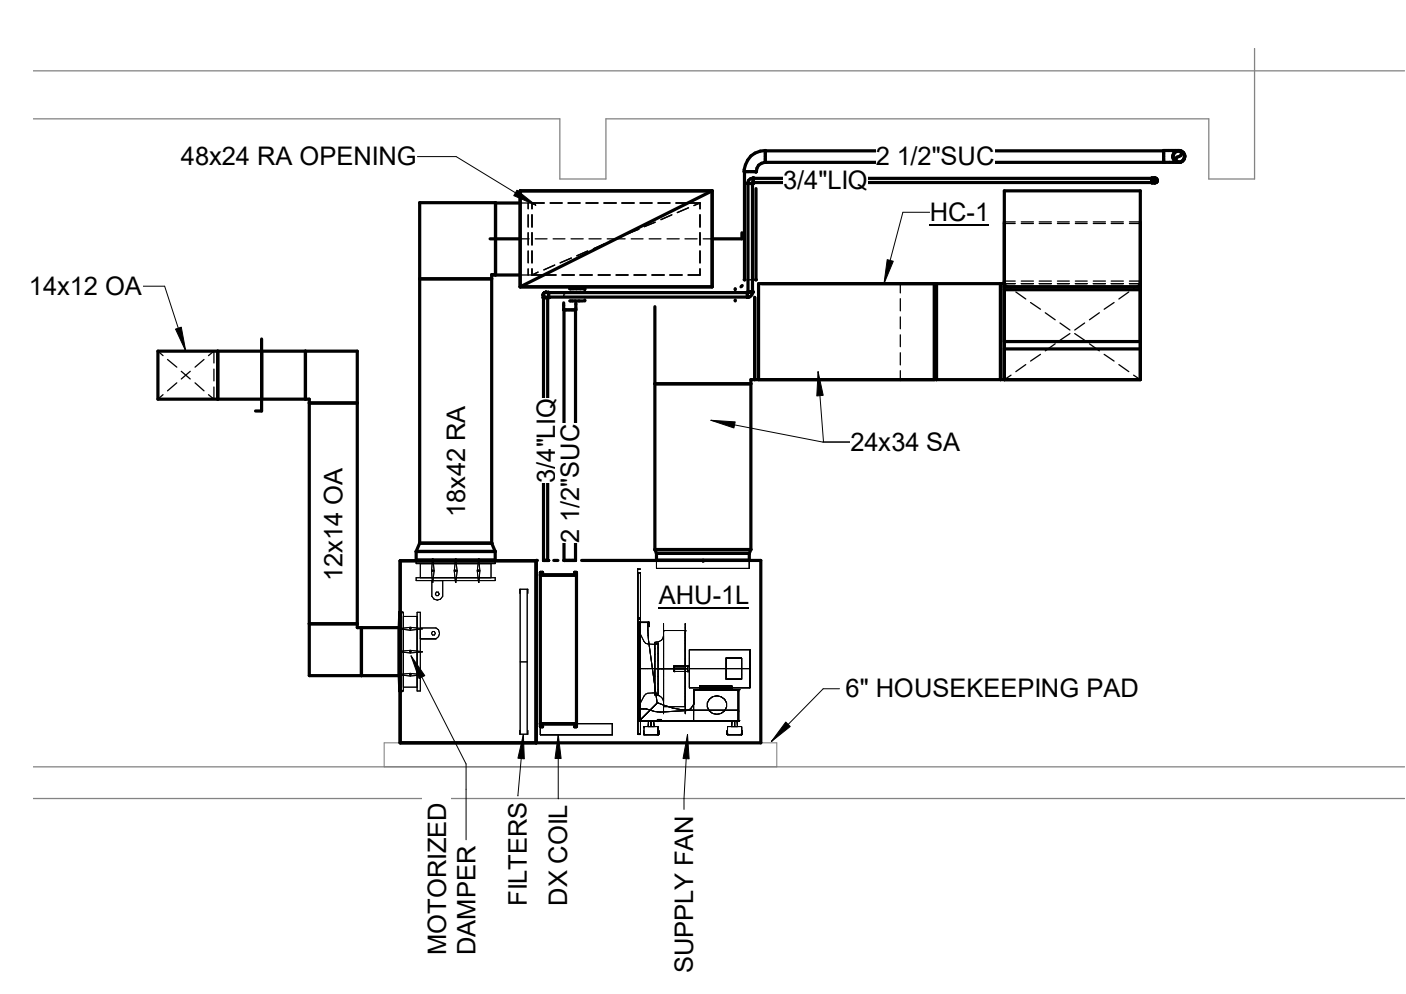 48x24 RA OPENING
2 1/2"SUC
3/4"LIQ
HC-1
14x12 OA
18x42 RA
3/4"LIQ
2 1/2"SUC
24x34 SA
12x14 OA
AHU-1L
6" HOUSEKEEPING PAD
MOTORIZED
DAMPER
FILTERS
DX COIL
SUPPLY FAN